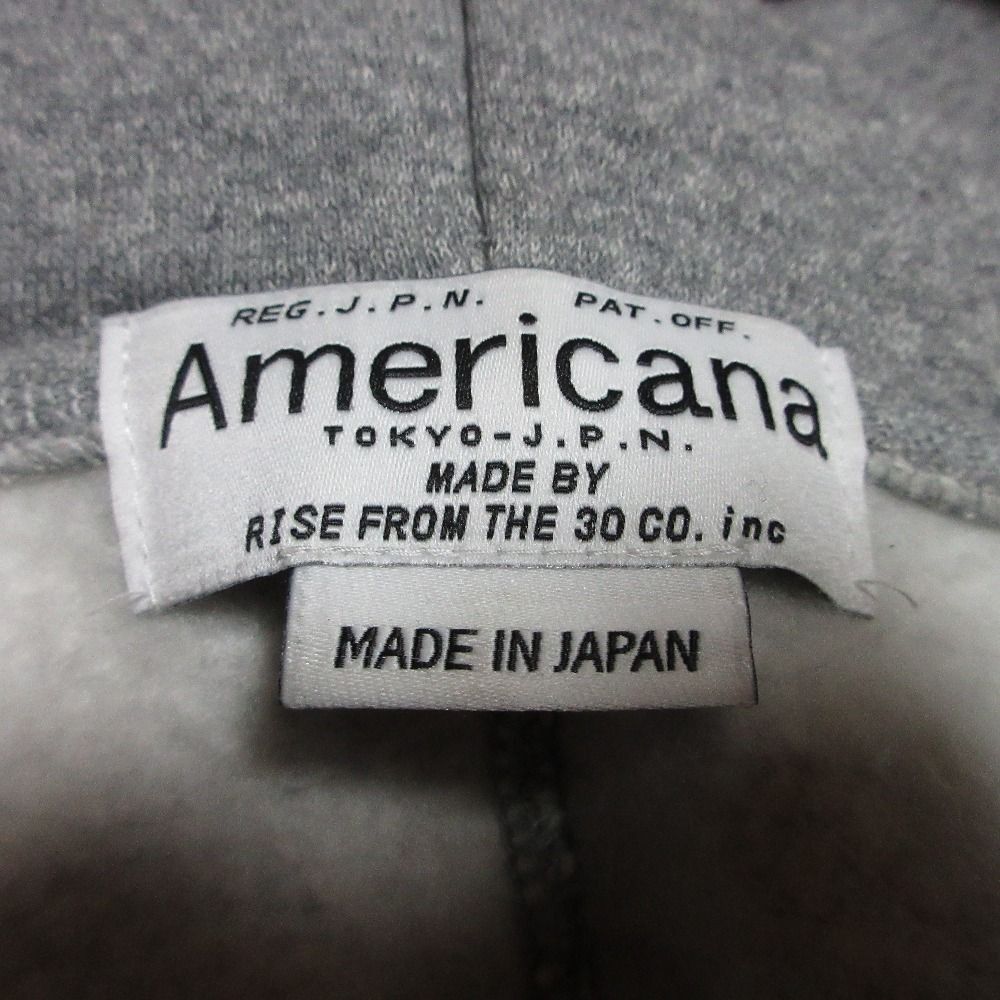 REG.J.P.N. PAT.OFF.
Americana
TOKYO-J.P.N.
MADE BY
RISE FROM THE 30 CO. inc
MADE IN JAPAN